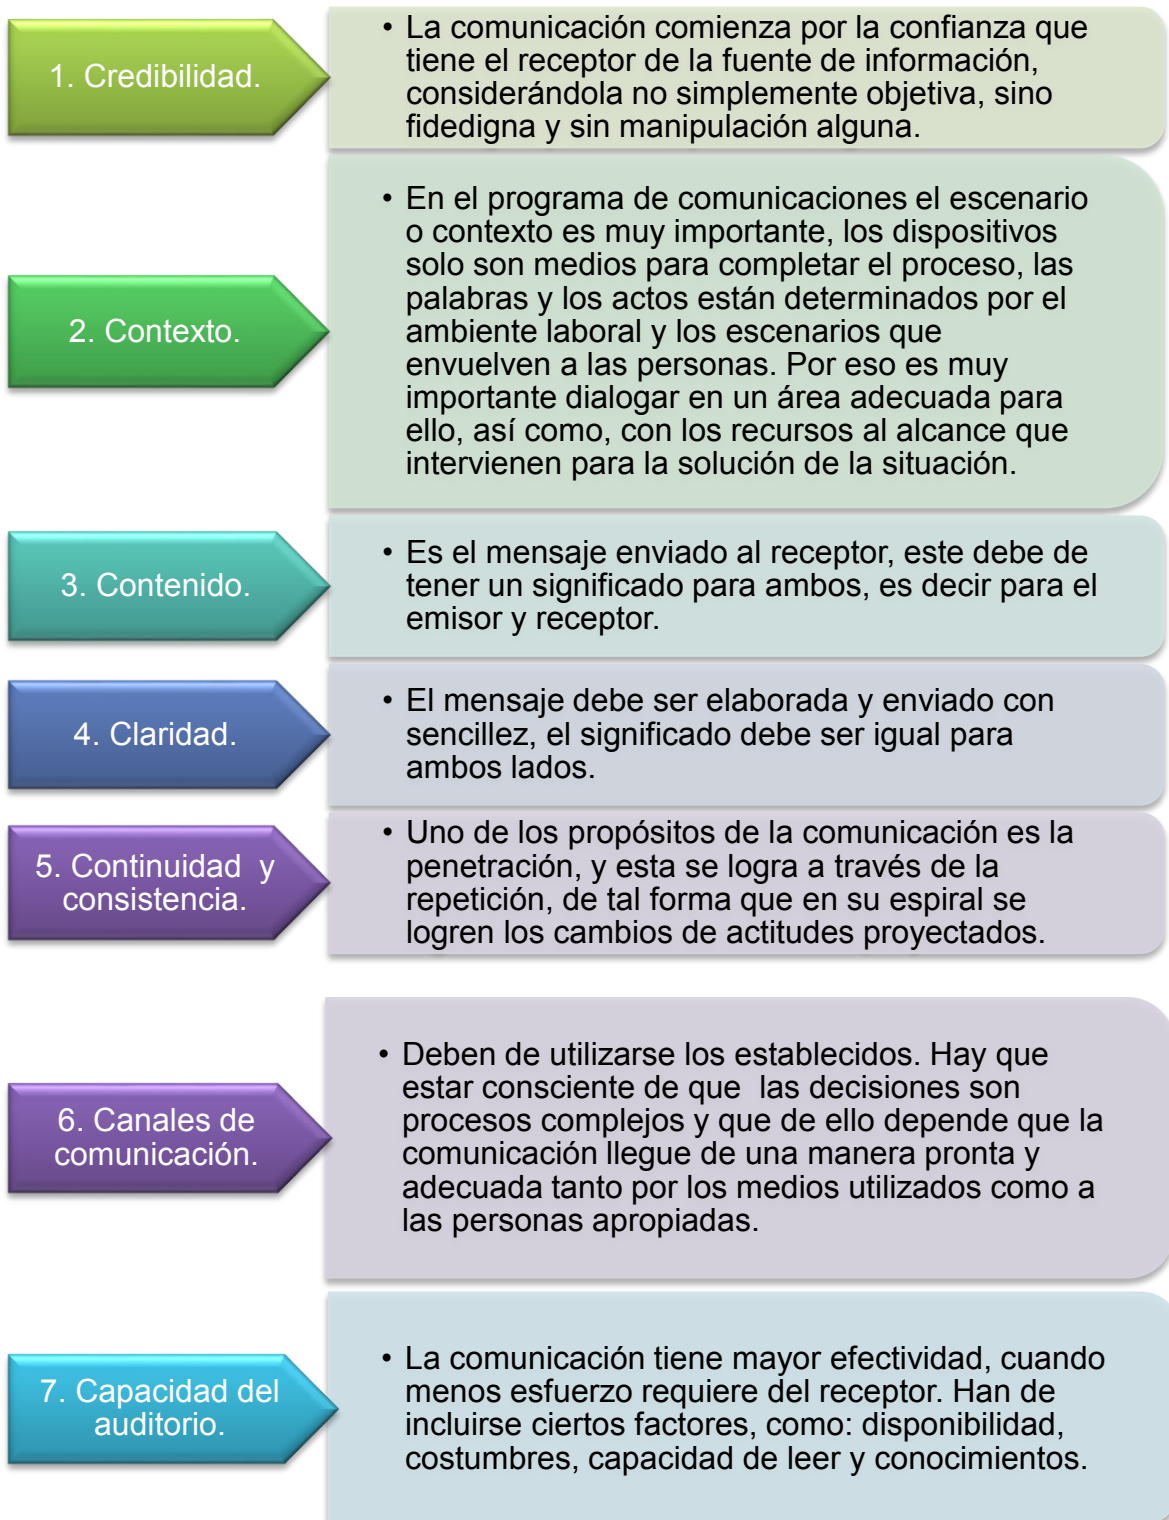 1. Credibilidad.
• La comunicación comienza por la confianza que
tiene el receptor de la fuente de información,
considerándola no simplemente objetiva, sino
fidedigna y sin manipulación alguna.
2. Contexto.
• En el programa de comunicaciones el escenario
o contexto es muy importante, los dispositivos
solo son medios para completar el proceso, las
palabras y los actos están determinados por el
ambiente laboral y los escenarios que
envuelven a las personas. Por eso es muy
importante dialogar en un área adecuada para
ello, así como, con los recursos al alcance que
intervienen para la solución de la situación.
3. Contenido.
• Es el mensaje enviado al receptor, este debe de
tener un significado para ambos, es decir para el
emisor y receptor.
4. Claridad.
• El mensaje debe ser elaborada y enviado con
sencillez, el significado debe ser igual para
ambos lados.
5. Continuidad y
consistencia.
• Uno de los propósitos de la comunicación es la
penetración, y esta se logra a través de la
repetición, de tal forma que en su espiral se
logren los cambios de actitudes proyectados.
6. Canales de
comunicación.
• Deben de utilizarse los establecidos. Hay que
estar consciente de que las decisiones son
procesos complejos y que de ello depende que la
comunicación llegue de una manera pronta y
adecuada tanto por los medios utilizados como a
las personas apropiadas.
7. Capacidad del
auditorio.
• La comunicación tiene mayor efectividad, cuando
menos esfuerzo requiere del receptor. Han de
incluirse ciertos factores, como: disponibilidad,
costumbres, capacidad de leer y conocimientos.